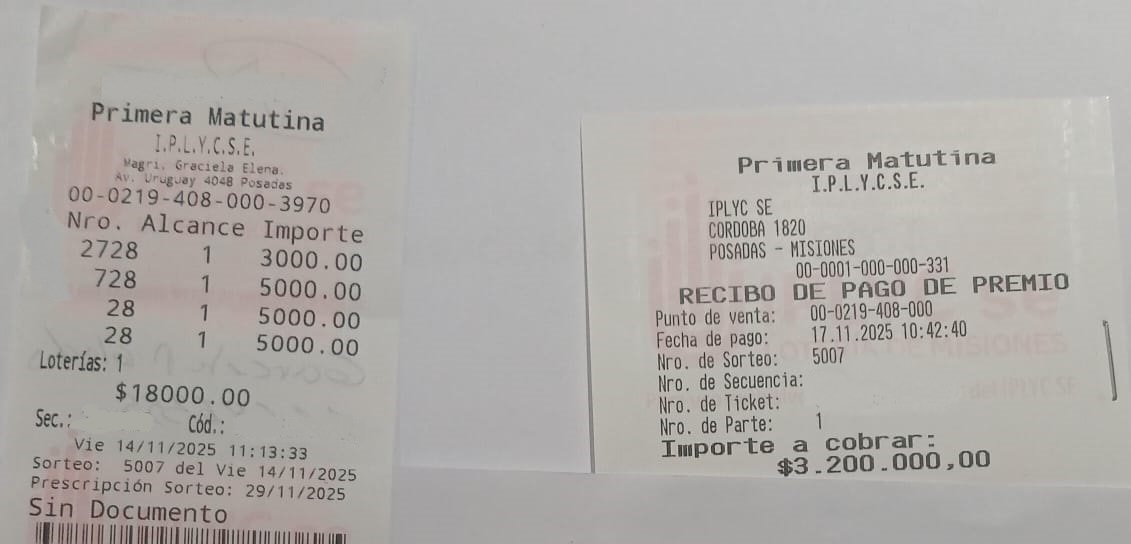 Primera Matutina
I.P.L.Y.C.S.E.
Magri. Graciela Elena.
Av. Uruguay 4048 Posadas
00-0219-408-000-3970
Nro. Alcance Importe
2728 1 3000.00
728 1 5000.00
28 1 5000.00
28 1 5000.00
Loterías: 1
$18000.00
Sec.: Cód.:
Vie 14/11/2025 11:13:33
Sorteo: 5007 del Vie 14/11/2025
Prescripción Sorteo: 29/11/2025
Sin Documento
Primera Matutina
I.P.L.Y.C.S.E.
IPLYC SE
CORDOBA 1820
POSADAS - MISIONES
00-0001-000-000-331
RECIBO DE PAGO DE PREMIO
Punto de venta: 00-0219-408-000
Fecha de pago: 17.11.2025 10:42:40
Nro. de Sorteo: 5007
Nro. de Secuencia:
Nro. de Ticket:
Nro. de Parte: 1
Importe a cobrar:
$3.200.000,00